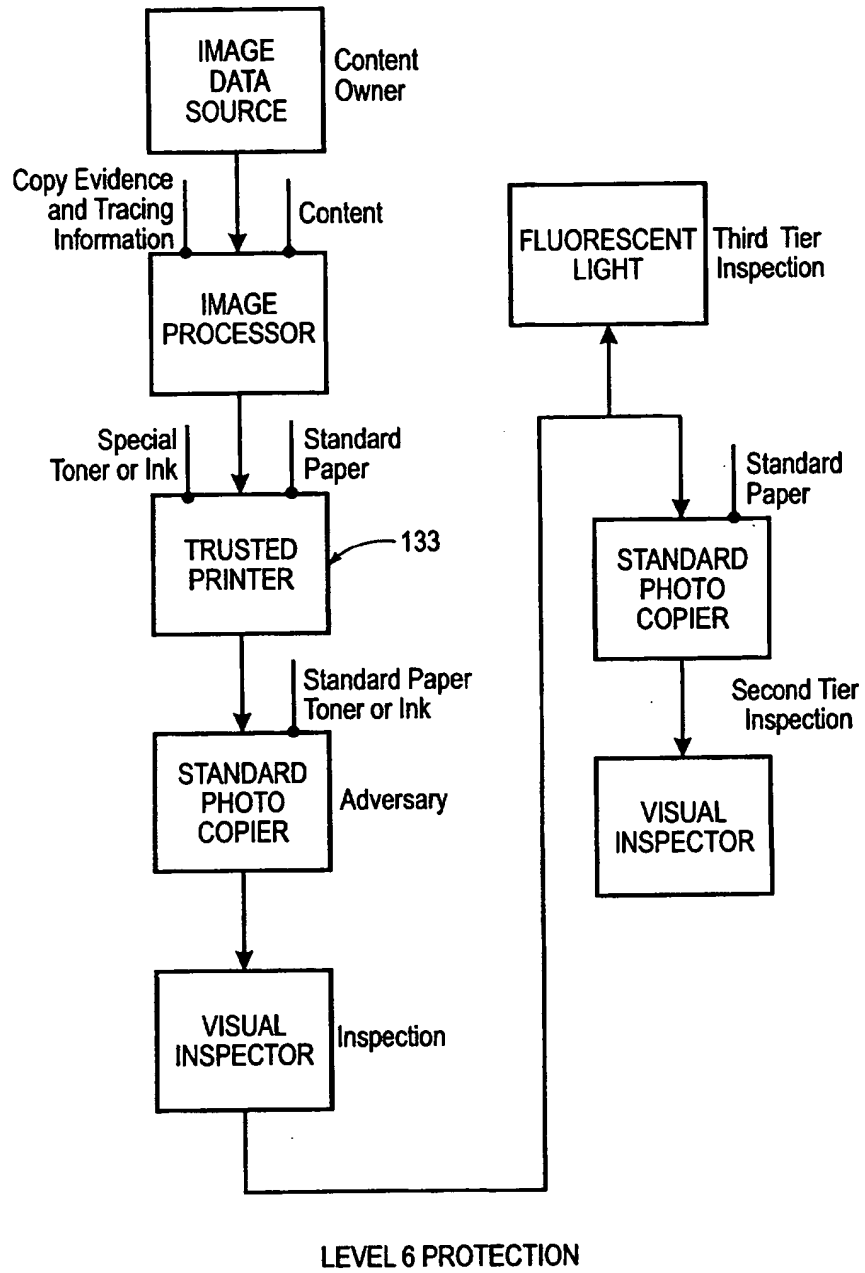 IMAGE
DATA
SOURCE
Content
Owner
Copy Evidence
and Tracing
Information
Content
IMAGE
PROCESSOR
Special
Toner or Ink
Standard
Paper
TRUSTED
PRINTER
133
Standard Paper
Toner or Ink
STANDARD
PHOTO
COPIER
Adversary
VISUAL
INSPECTOR
Inspection
FLUORESCENT
LIGHT
Third Tier
Inspection
Standard
Paper
STANDARD
PHOTO
COPIER
Second Tier
Inspection
VISUAL
INSPECTOR
LEVEL 6 PROTECTION